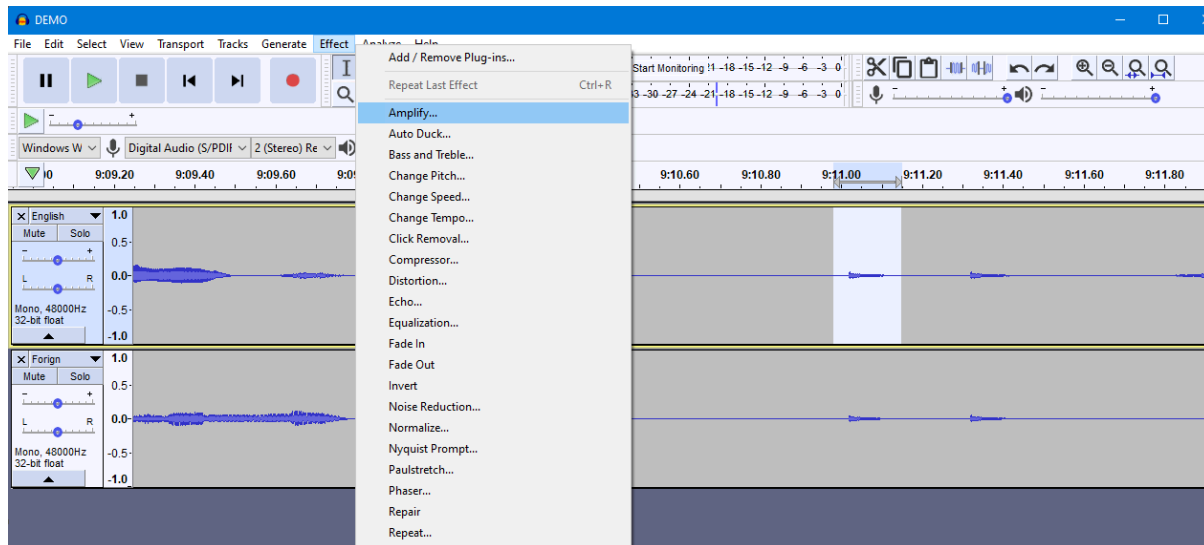 DEMO
File Edit Select View Transport Tracks Generate Effect Analyze Help
Add / Remove Plug-ins...
Repeat Last Effect Ctrl+R
Amplify...
Auto Duck...
Bass and Treble...
Change Pitch...
Change Speed...
Change Tempo...
Click Removal...
Compressor...
Distortion...
Echo...
Equalization...
Fade In
Fade Out
Invert
Noise Reduction...
Normalize...
Nyquist Prompt...
Paulstretch...
Phaser...
Repair
Repeat...
Start Monitoring -18 -15 -12 -9 -6 -3 0
-30 -27 -24 -21 -18 -15 -12 -9 -6 -3 0
Windows W Digital Audio (S/PDIF 2 (Stereo) Re
9:09.20 9:09.40 9:09.60 9:10.60 9:10.80 9:11.00 9:11.20 9:11.40 9:11.60 9:11.80
English
Mute Solo
- +
L R
Mono, 48000Hz
32-bit float
1.0
0.5
0.0
-0.5
-1.0
Forign
Mute Solo
- +
L R
Mono, 48000Hz
32-bit float
1.0
0.5
0.0
-0.5
-1.0